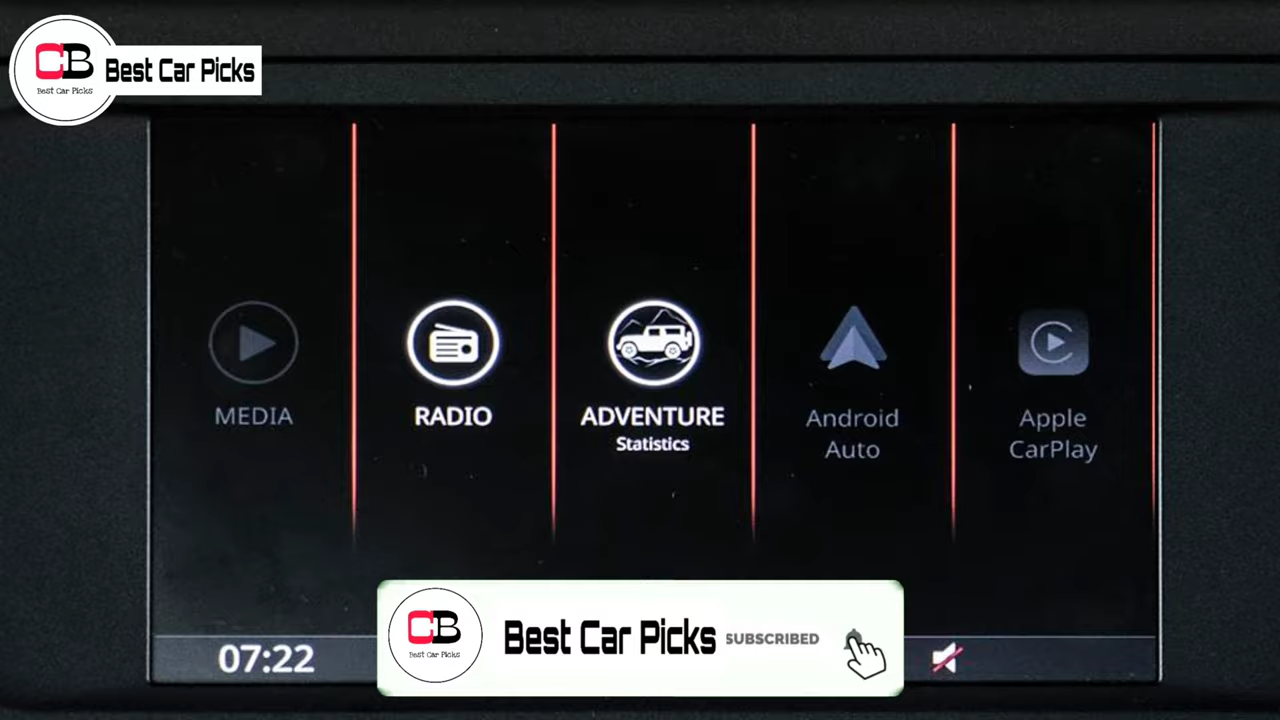 CB
Best Car Picks
Best Car Picks
MEDIA
RADIO
ADVENTURE
Statistics
Android
Auto
Apple
CarPlay
07:22
CB
Best Car Picks
Best Car Picks
SUBSCRIBED